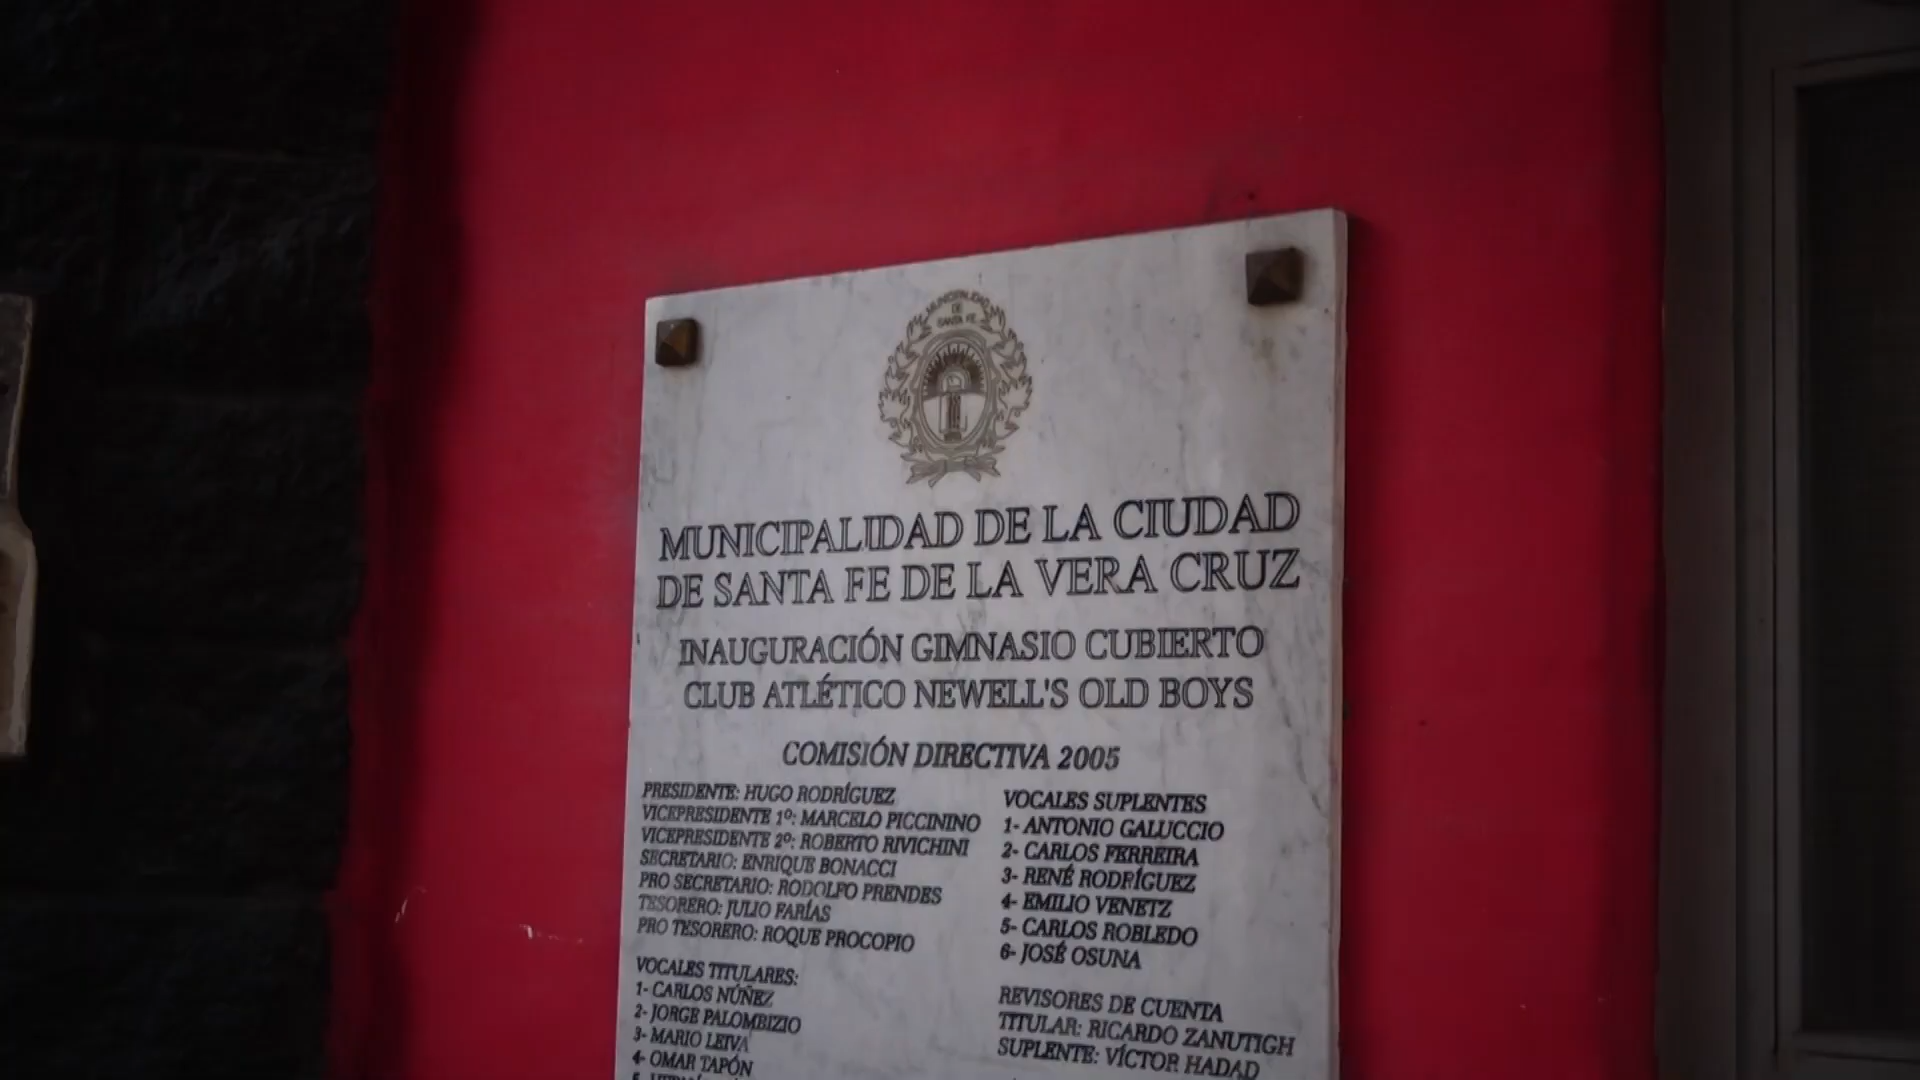 MUNICIPALIDAD
DE
SANTA FE
MUNICIPALIDAD DE LA CIUDAD
DE SANTA FE DE LA VERA CRUZ
INAUGURACIÓN GIMNASIO CUBIERTO
CLUB ATLÉTICO NEWELL'S OLD BOYS
COMISIÓN DIRECTIVA 2005
PRESIDENTE: HUGO RODRÍGUEZ
VICEPRESIDENTE 1º: MARCELO PICCININO
VICEPRESIDENTE 2º: ROBERTO RIVICHINI
SECRETARIO: ENRIQUE BONACCI
PRO SECRETARIO: RODOLFO PRENDES
TESORERO: JULIO FARÍAS
PRO TESORERO: ROQUE PROCOPIO
VOCALES TITULARES:
1- CARLOS NÚÑEZ
2- JORGE PALOMBIZIO
3- MARIO LEIVA
4- OMAR TAPÓN
VOCALES SUPLENTES
1- ANTONIO GALUCCIO
2- CARLOS FERREIRA
3- RENÉ RODRÍGUEZ
4- EMILIO VENETZ
5- CARLOS ROBLEDO
6- JOSÉ OSUNA
REVISORES DE CUENTA
TITULAR: RICARDO ZANUTIGH
SUPLENTE: VÍCTOR HADAD